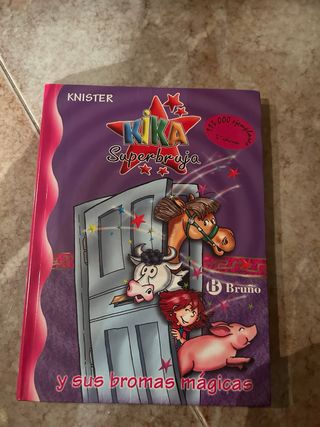 KNISTER
KIKA
Superbruja
B Bruño
y sus bromas mágicas